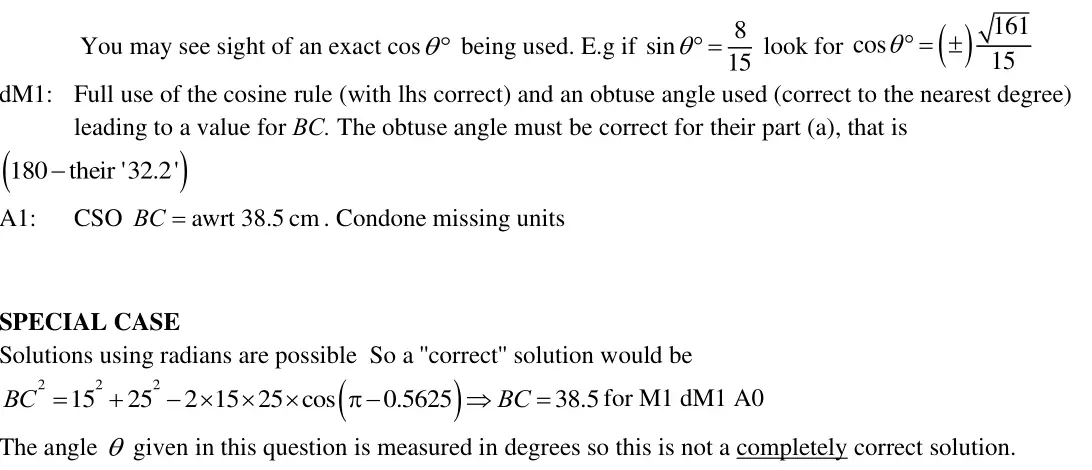 You may see sight of an exact cos θ° being used. E.g if sin θ° = 8/15 look for cos θ° = (±) √161/15
dM1: Full use of the cosine rule (with lhs correct) and an obtuse angle used (correct to the nearest degree)
leading to a value for BC. The obtuse angle must be correct for their part (a), that is
(180 − their '32.2')
A1: CSO BC = awrt 38.5 cm . Condone missing units
SPECIAL CASE
Solutions using radians are possible So a "correct" solution would be
BC² = 15² + 25² − 2×15×25×cos(π − 0.5625) ⇒ BC = 38.5 for M1 dM1 A0
The angle θ given in this question is measured in degrees so this is not a completely correct solution.